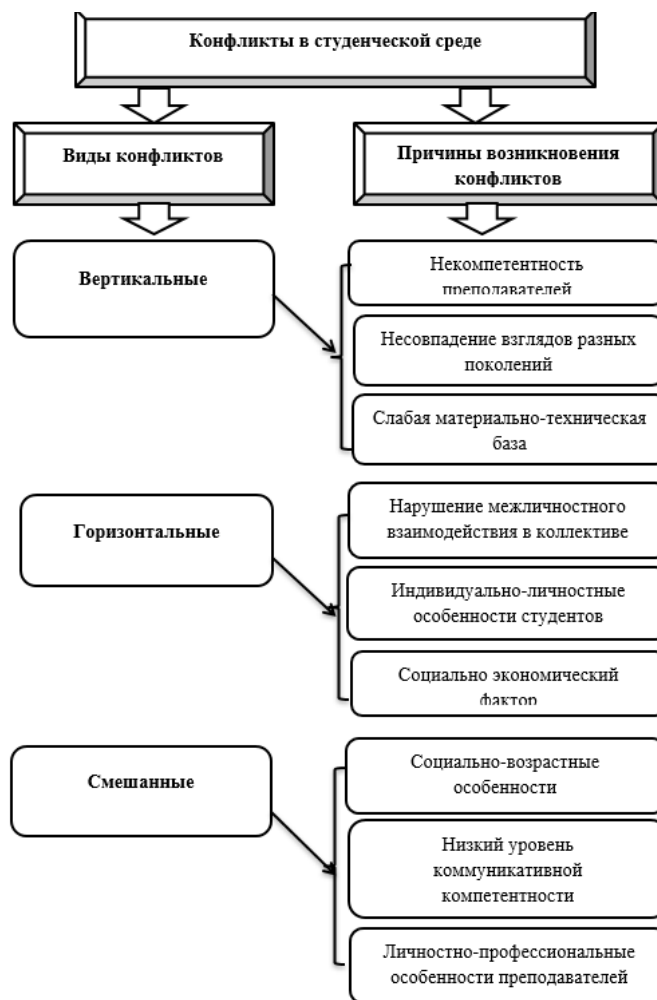 Конфликты в студенческой среде
Виды конфликтов
Причины возникновения
конфликтов
Вертикальные
Некомпетентность
преподавателей
Несовпадение взглядов разных
поколений
Слабая материально-техническая
база
Горизонтальные
Нарушение межличностного
взаимодействия в коллективе
Индивидуально-личностные
особенности студентов
Социально экономический
фактор
Смешанные
Социально-возрастные
особенности
Низкий уровень
коммуникативной
компетентности
Личностно-профессиональные
особенности преподавателей